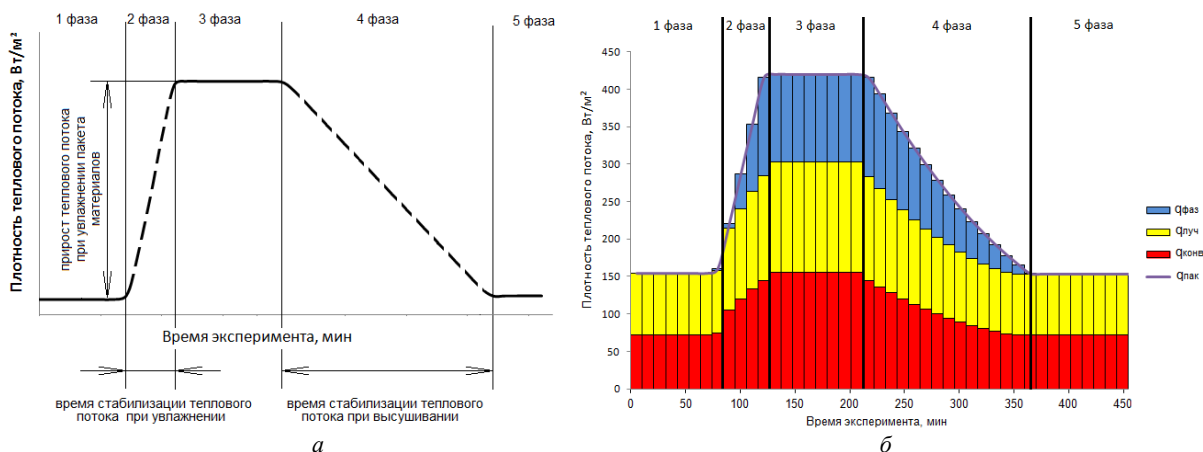 1 фаза 2 фаза 3 фаза 4 фаза 5 фаза
Плотность теплового потока, Вт/м²
прирост теплового потока
при увлажнении пакета
материалов
Время эксперимента, мин
время стабилизации теплового
потока при увлажнении
время стабилизации теплового
потока при высушивании
а
1 фаза 2 фаза 3 фаза 4 фаза 5 фаза
Плотность теплового потока, Вт/м²
450
400
350
300
250
200
150
100
50
0
0 50 100 150 200 250 300 350 400 450
Время эксперимента, мин
qфаз
qлуч
qконв
qпак
б